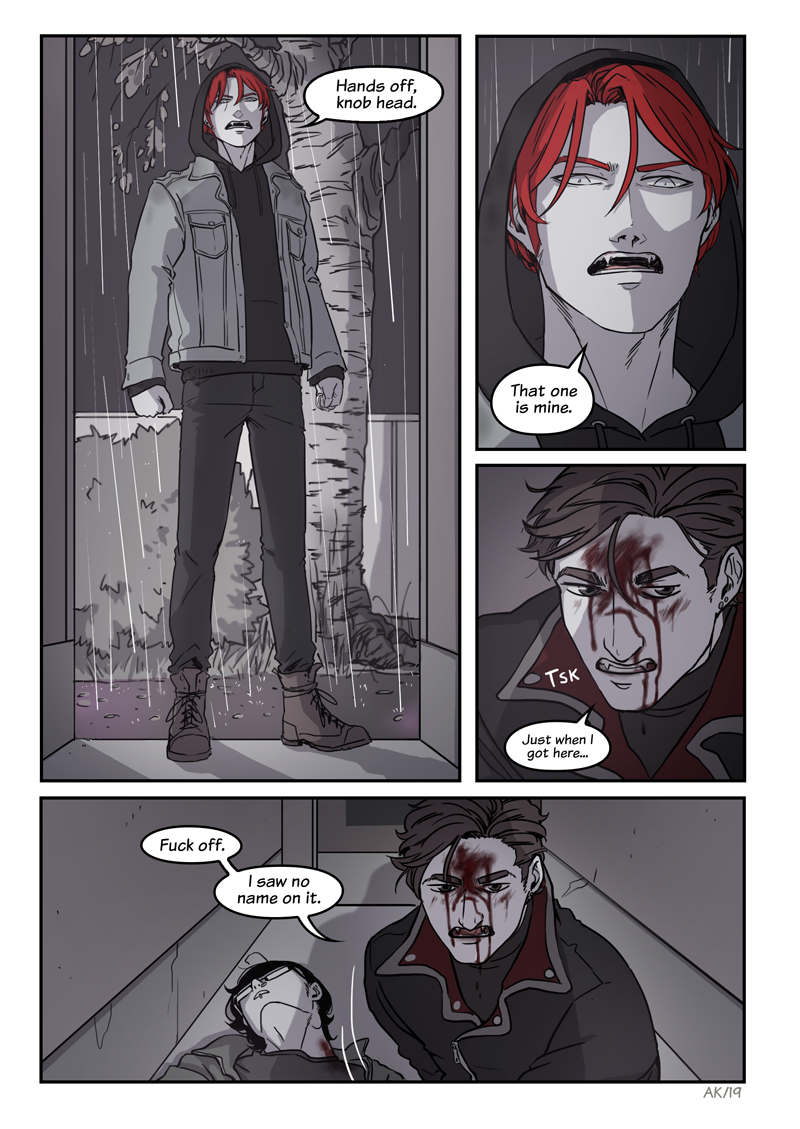 Hands off,
knob head.
That one
is mine.
TSK
Just when I
got here...
Fuck off.
I saw no
name on it.
AK/19